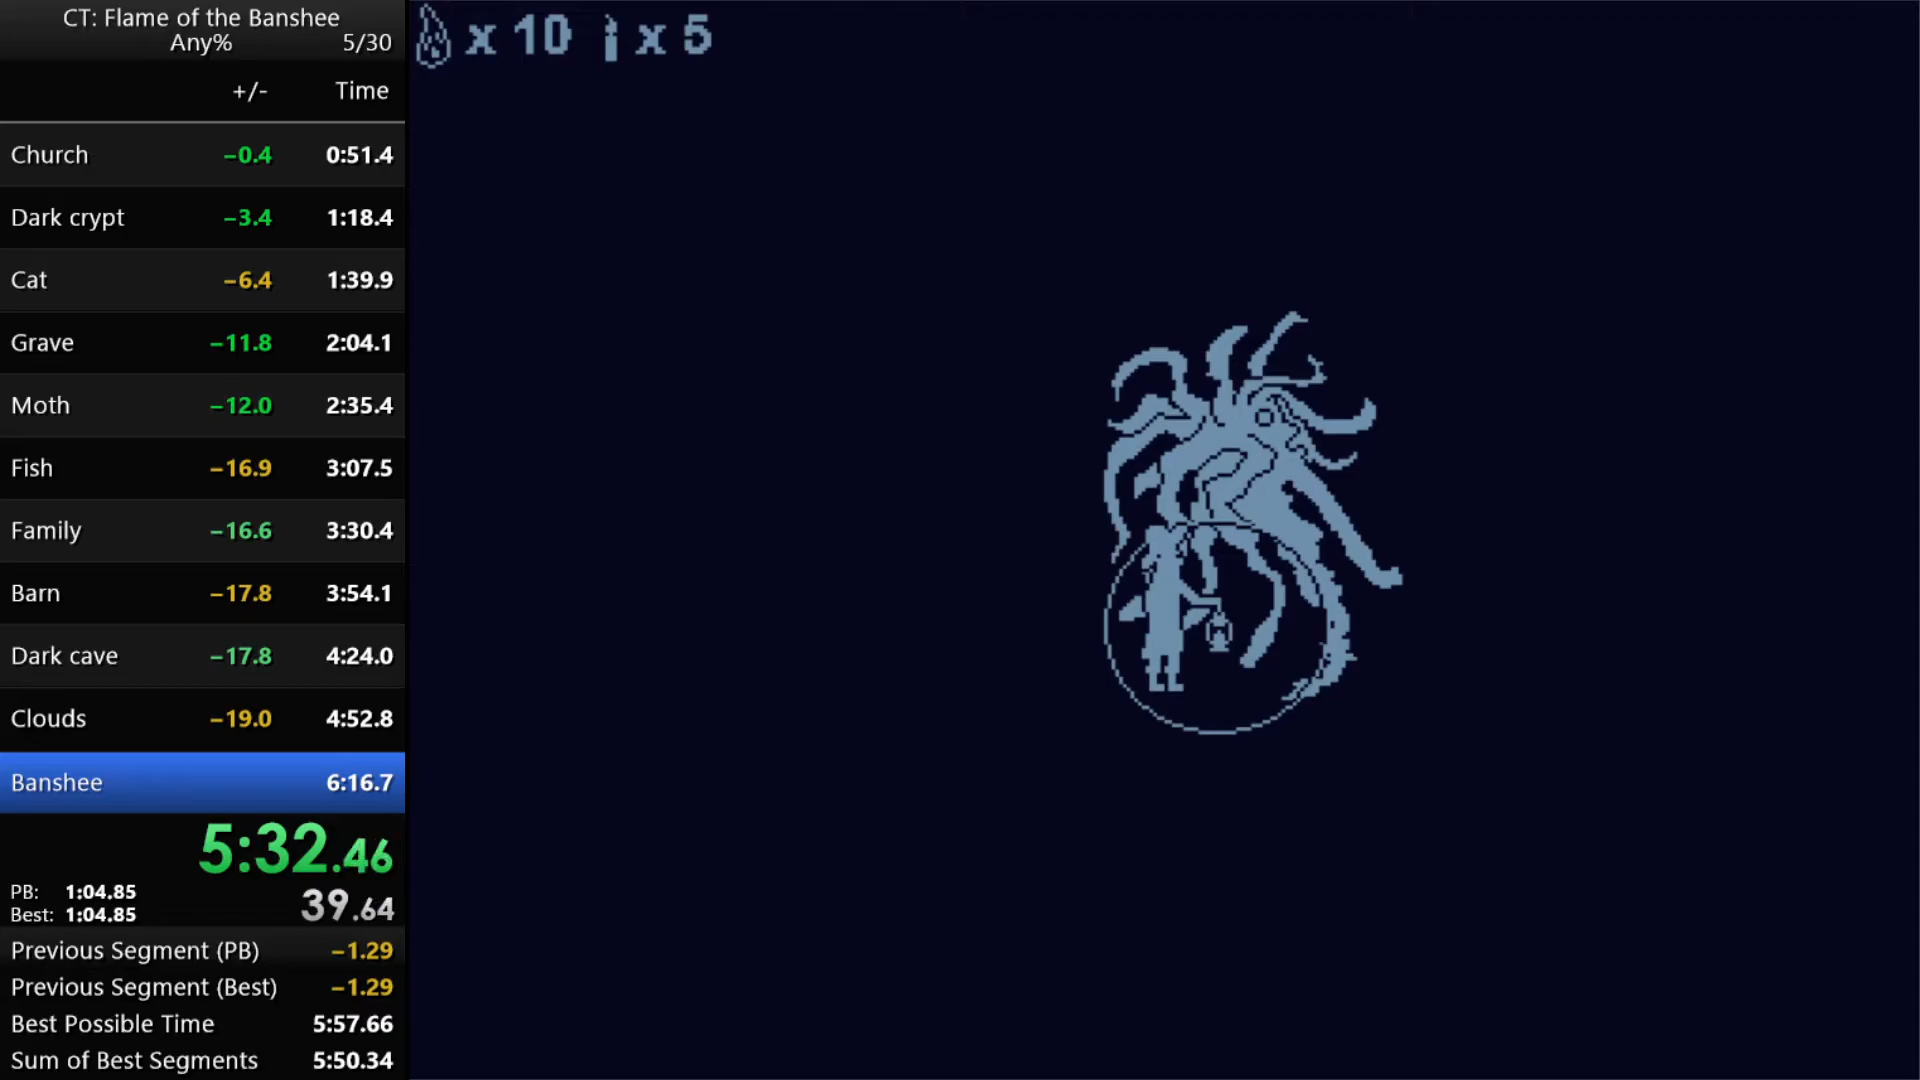 CT: Flame of the Banshee
Any% 5/30
+/- Time
Church −0.4 0:51.4
Dark crypt −3.4 1:18.4
Cat −6.4 1:39.9
Grave −11.8 2:04.1
Moth −12.0 2:35.4
Fish −16.9 3:07.5
Family −16.6 3:30.4
Barn −17.8 3:54.1
Dark cave −17.8 4:24.0
Clouds −19.0 4:52.8
Banshee 6:16.7
5:32.46
PB: 1:04.85
Best: 1:04.85
39.64
Previous Segment (PB) −1.29
Previous Segment (Best) −1.29
Best Possible Time 5:57.66
Sum of Best Segments 5:50.34
x 10 x 5